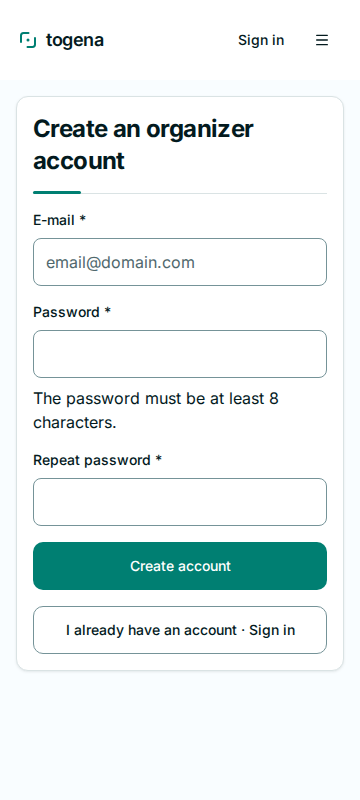 togena
Sign in
Create an organizer
account
E-mail *
email@domain.com
Password *
The password must be at least 8
characters.
Repeat password *
Create account
I already have an account · Sign in